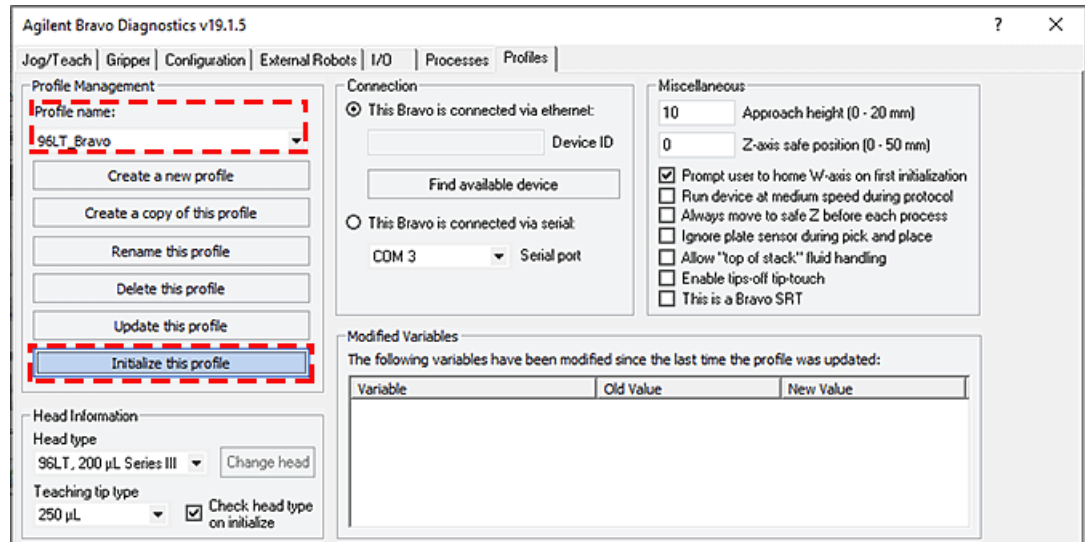 Agilent Bravo Diagnostics v19.1.5
?
Jog/Teach
Gripper
Configuration
External Robots
I/O
Processes
Profiles
Profile Management
Profile name:
96LT_Bravo
Create a new profile
Create a copy of this profile
Rename this profile
Delete this profile
Update this profile
Initialize this profile
Head Information
Head type
96LT, 200 µL Series III
Change head
Teaching tip type
250 µL
Check head type
on initialize
Connection
This Bravo is connected via ethernet:
Device ID
Find available device
This Bravo is connected via serial:
COM 3
Serial port
Miscellaneous
10 Approach height (0 - 20 mm)
0 Z-axis safe position (0 - 50 mm)
Prompt user to home W-axis on first initialization
Run device at medium speed during protocol
Always move to safe Z before each process
Ignore plate sensor during pick and place
Allow "top of stack" fluid handling
Enable tips-off tip-touch
This is a Bravo SRT
Modified Variables
The following variables have been modified since the last time the profile was updated:
Variable Old Value New Value